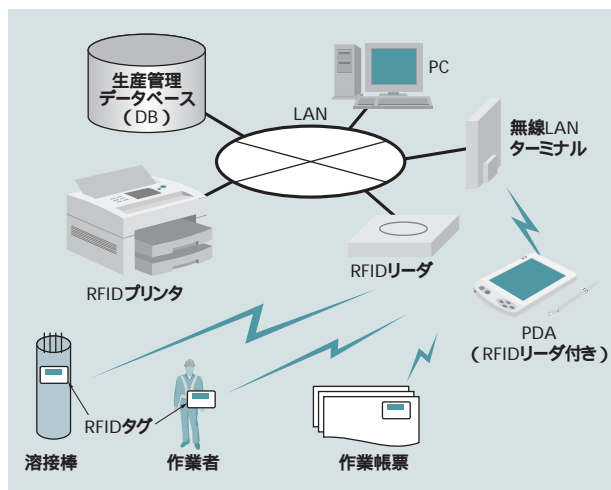 生産管理
データベース
（DB）
PC
LAN
無線LAN
ターミナル
RFIDプリンタ
RFIDリーダ
PDA
（RFIDリーダ付き）
RFIDタグ
溶接棒
作業者
作業帳票